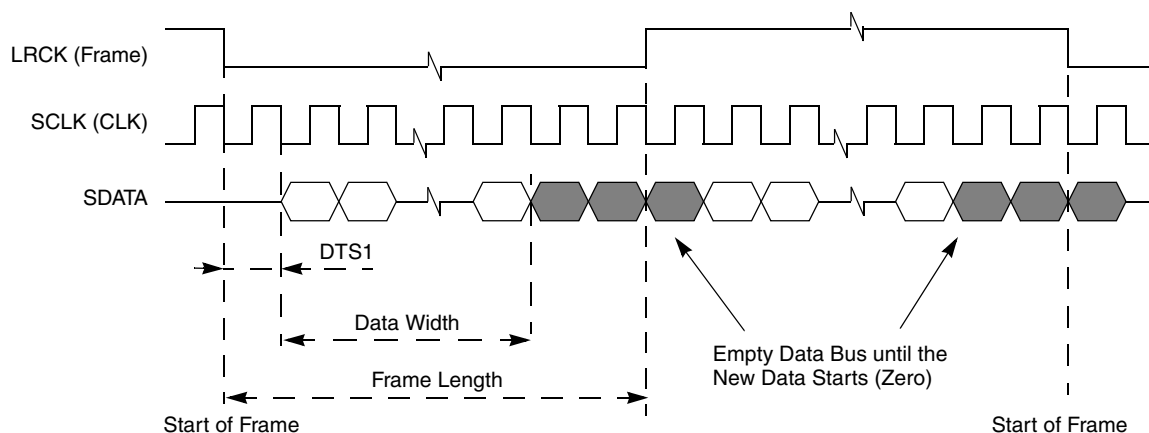 LRCK (Frame)
SCLK (CLK)
SDATA
DTS1
Data Width
Frame Length
Empty Data Bus until the
New Data Starts (Zero)
Start of Frame
Start of Frame